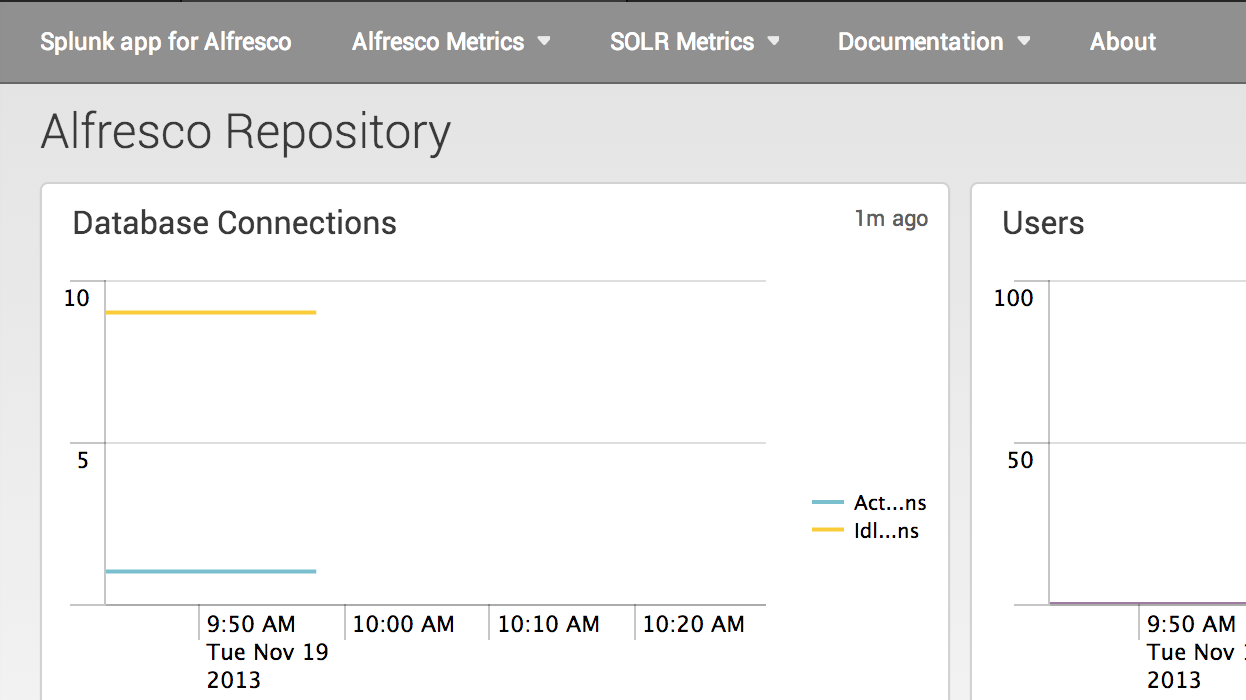 Splunk app for Alfresco Alfresco Metrics SOLR Metrics Documentation About
Alfresco Repository
Database Connections
1m ago
10
5
Act...ns
Idl...ns
9:50 AM 10:00 AM 10:10 AM 10:20 AM
Tue Nov 19
2013
Users
100
50
9:50 AM
Tue Nov
2013